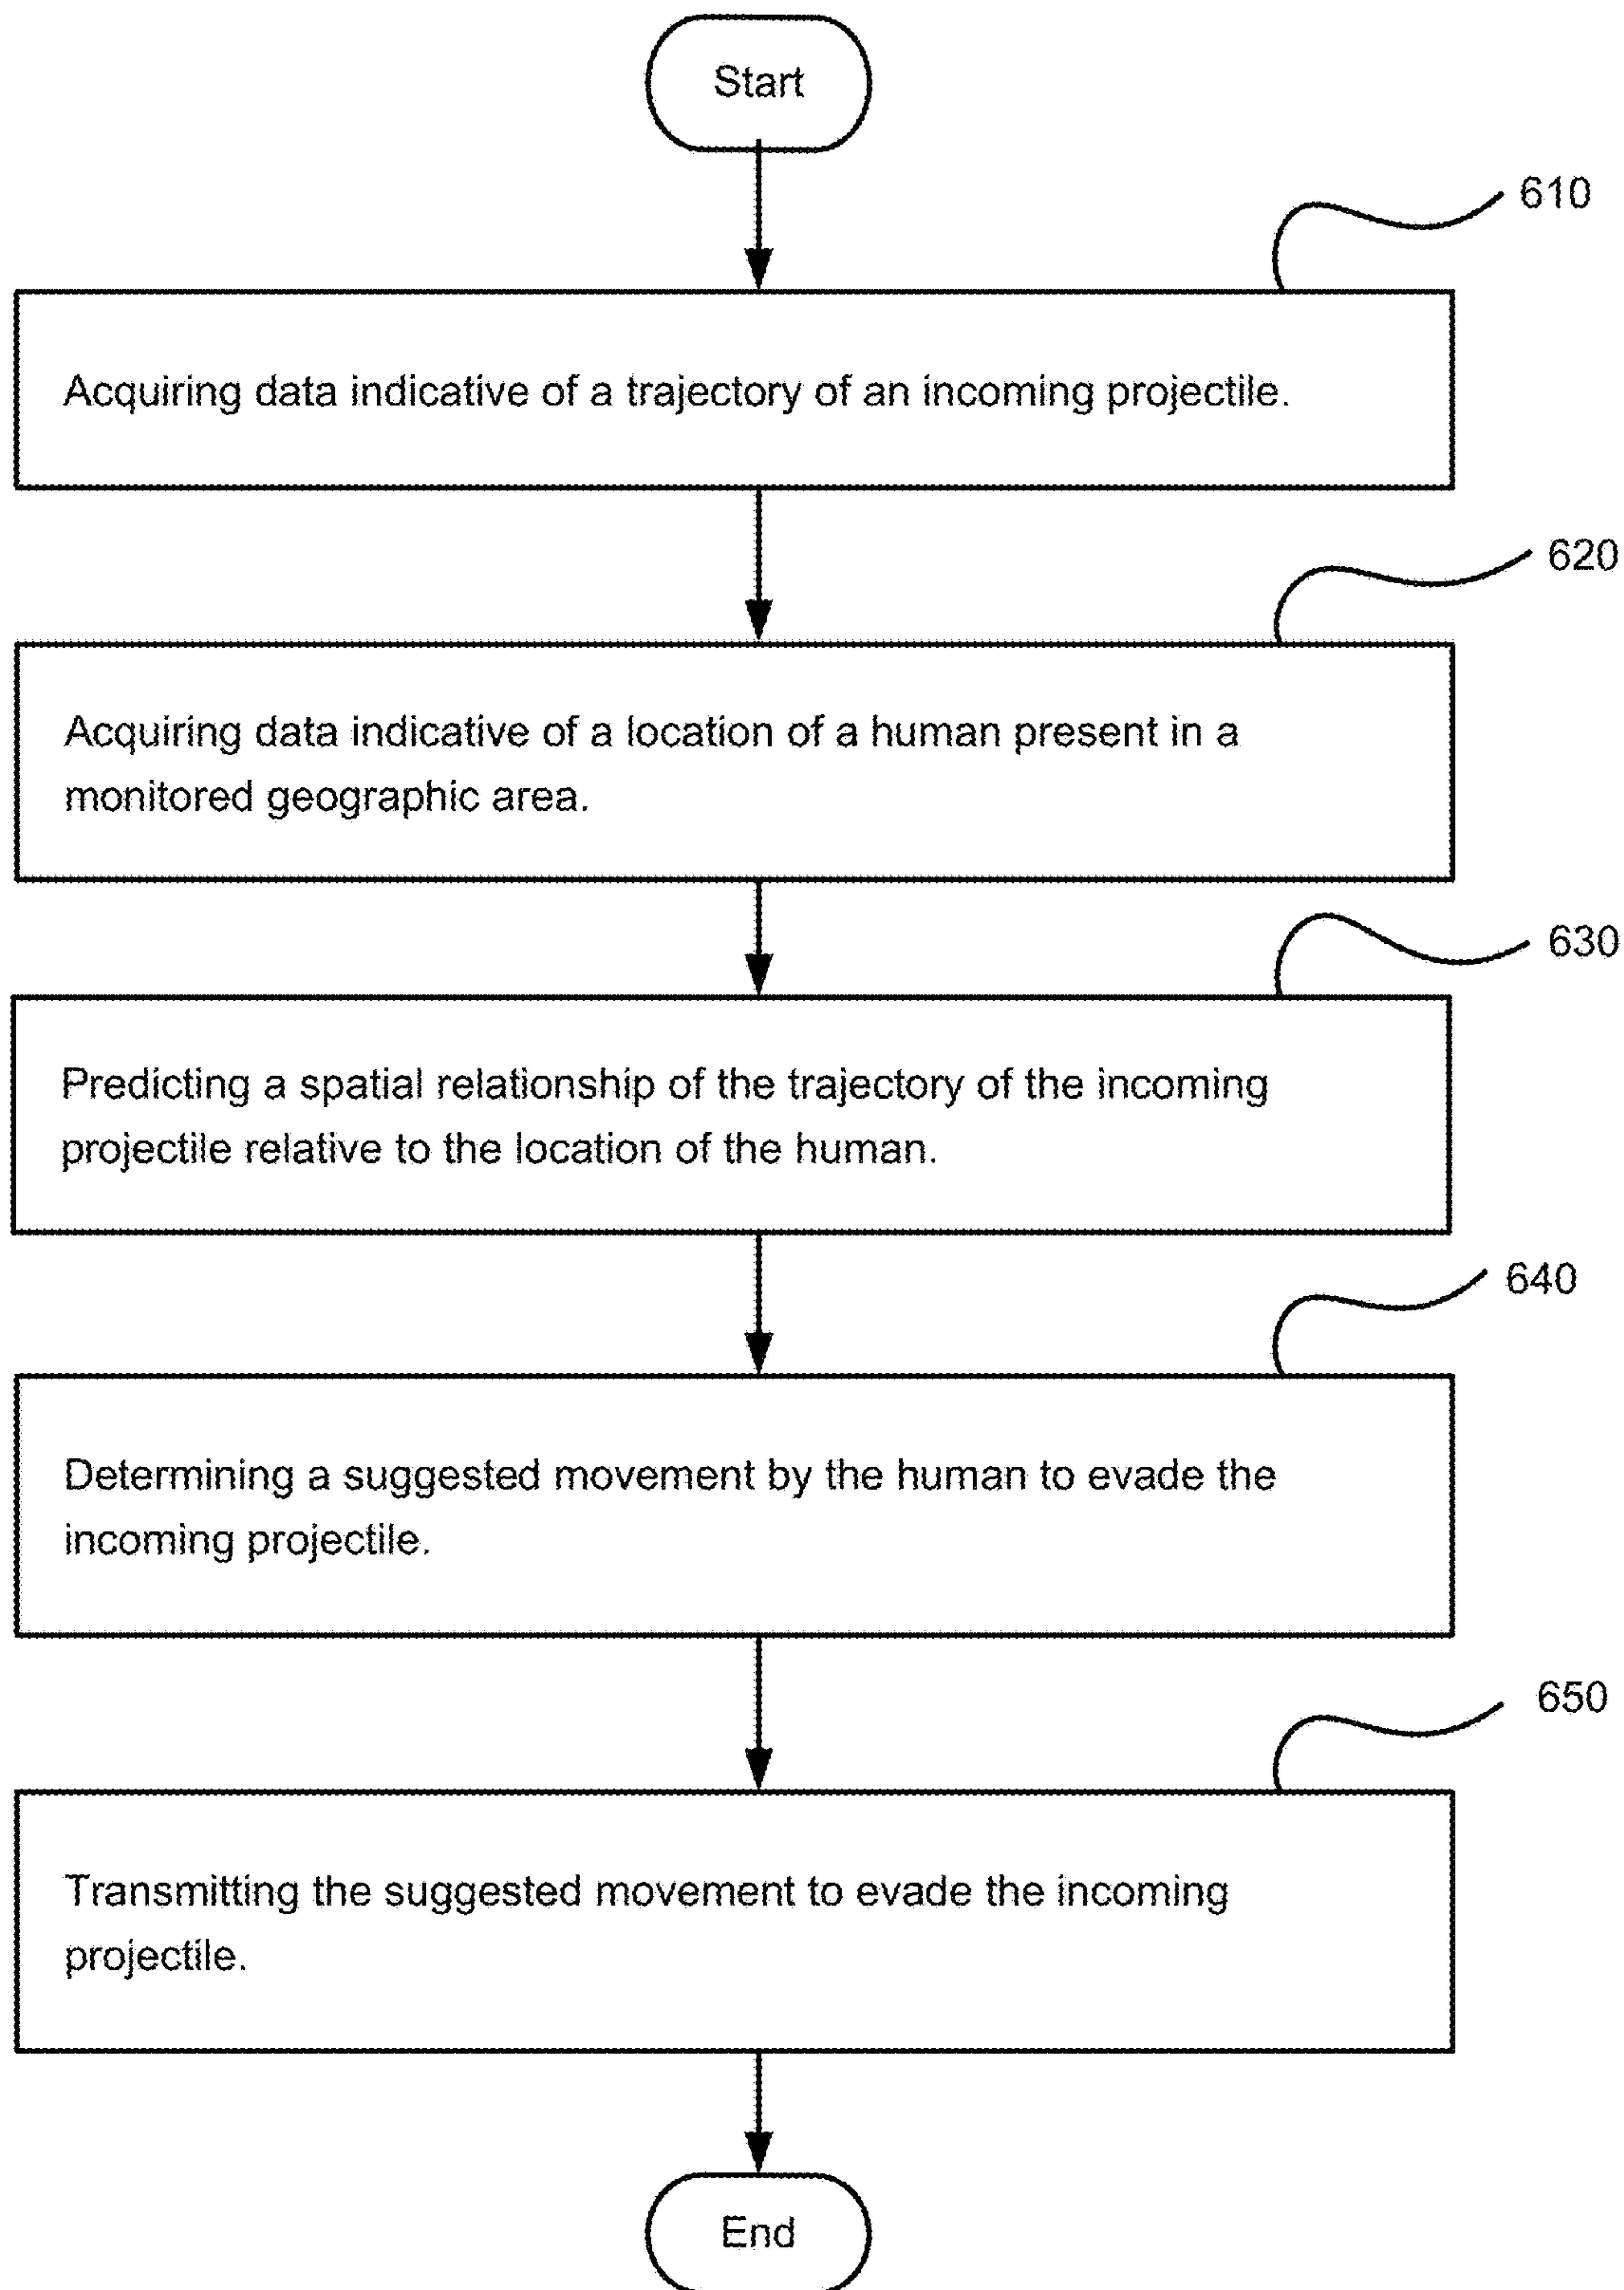 Start
610
Acquiring data indicative of a trajectory of an incoming projectile.
620
Acquiring data indicative of a location of a human present in a
monitored geographic area.
630
Predicting a spatial relationship of the trajectory of the incoming
projectile relative to the location of the human.
640
Determining a suggested movement by the human to evade the
incoming projectile.
650
Transmitting the suggested movement to evade the incoming
projectile.
End